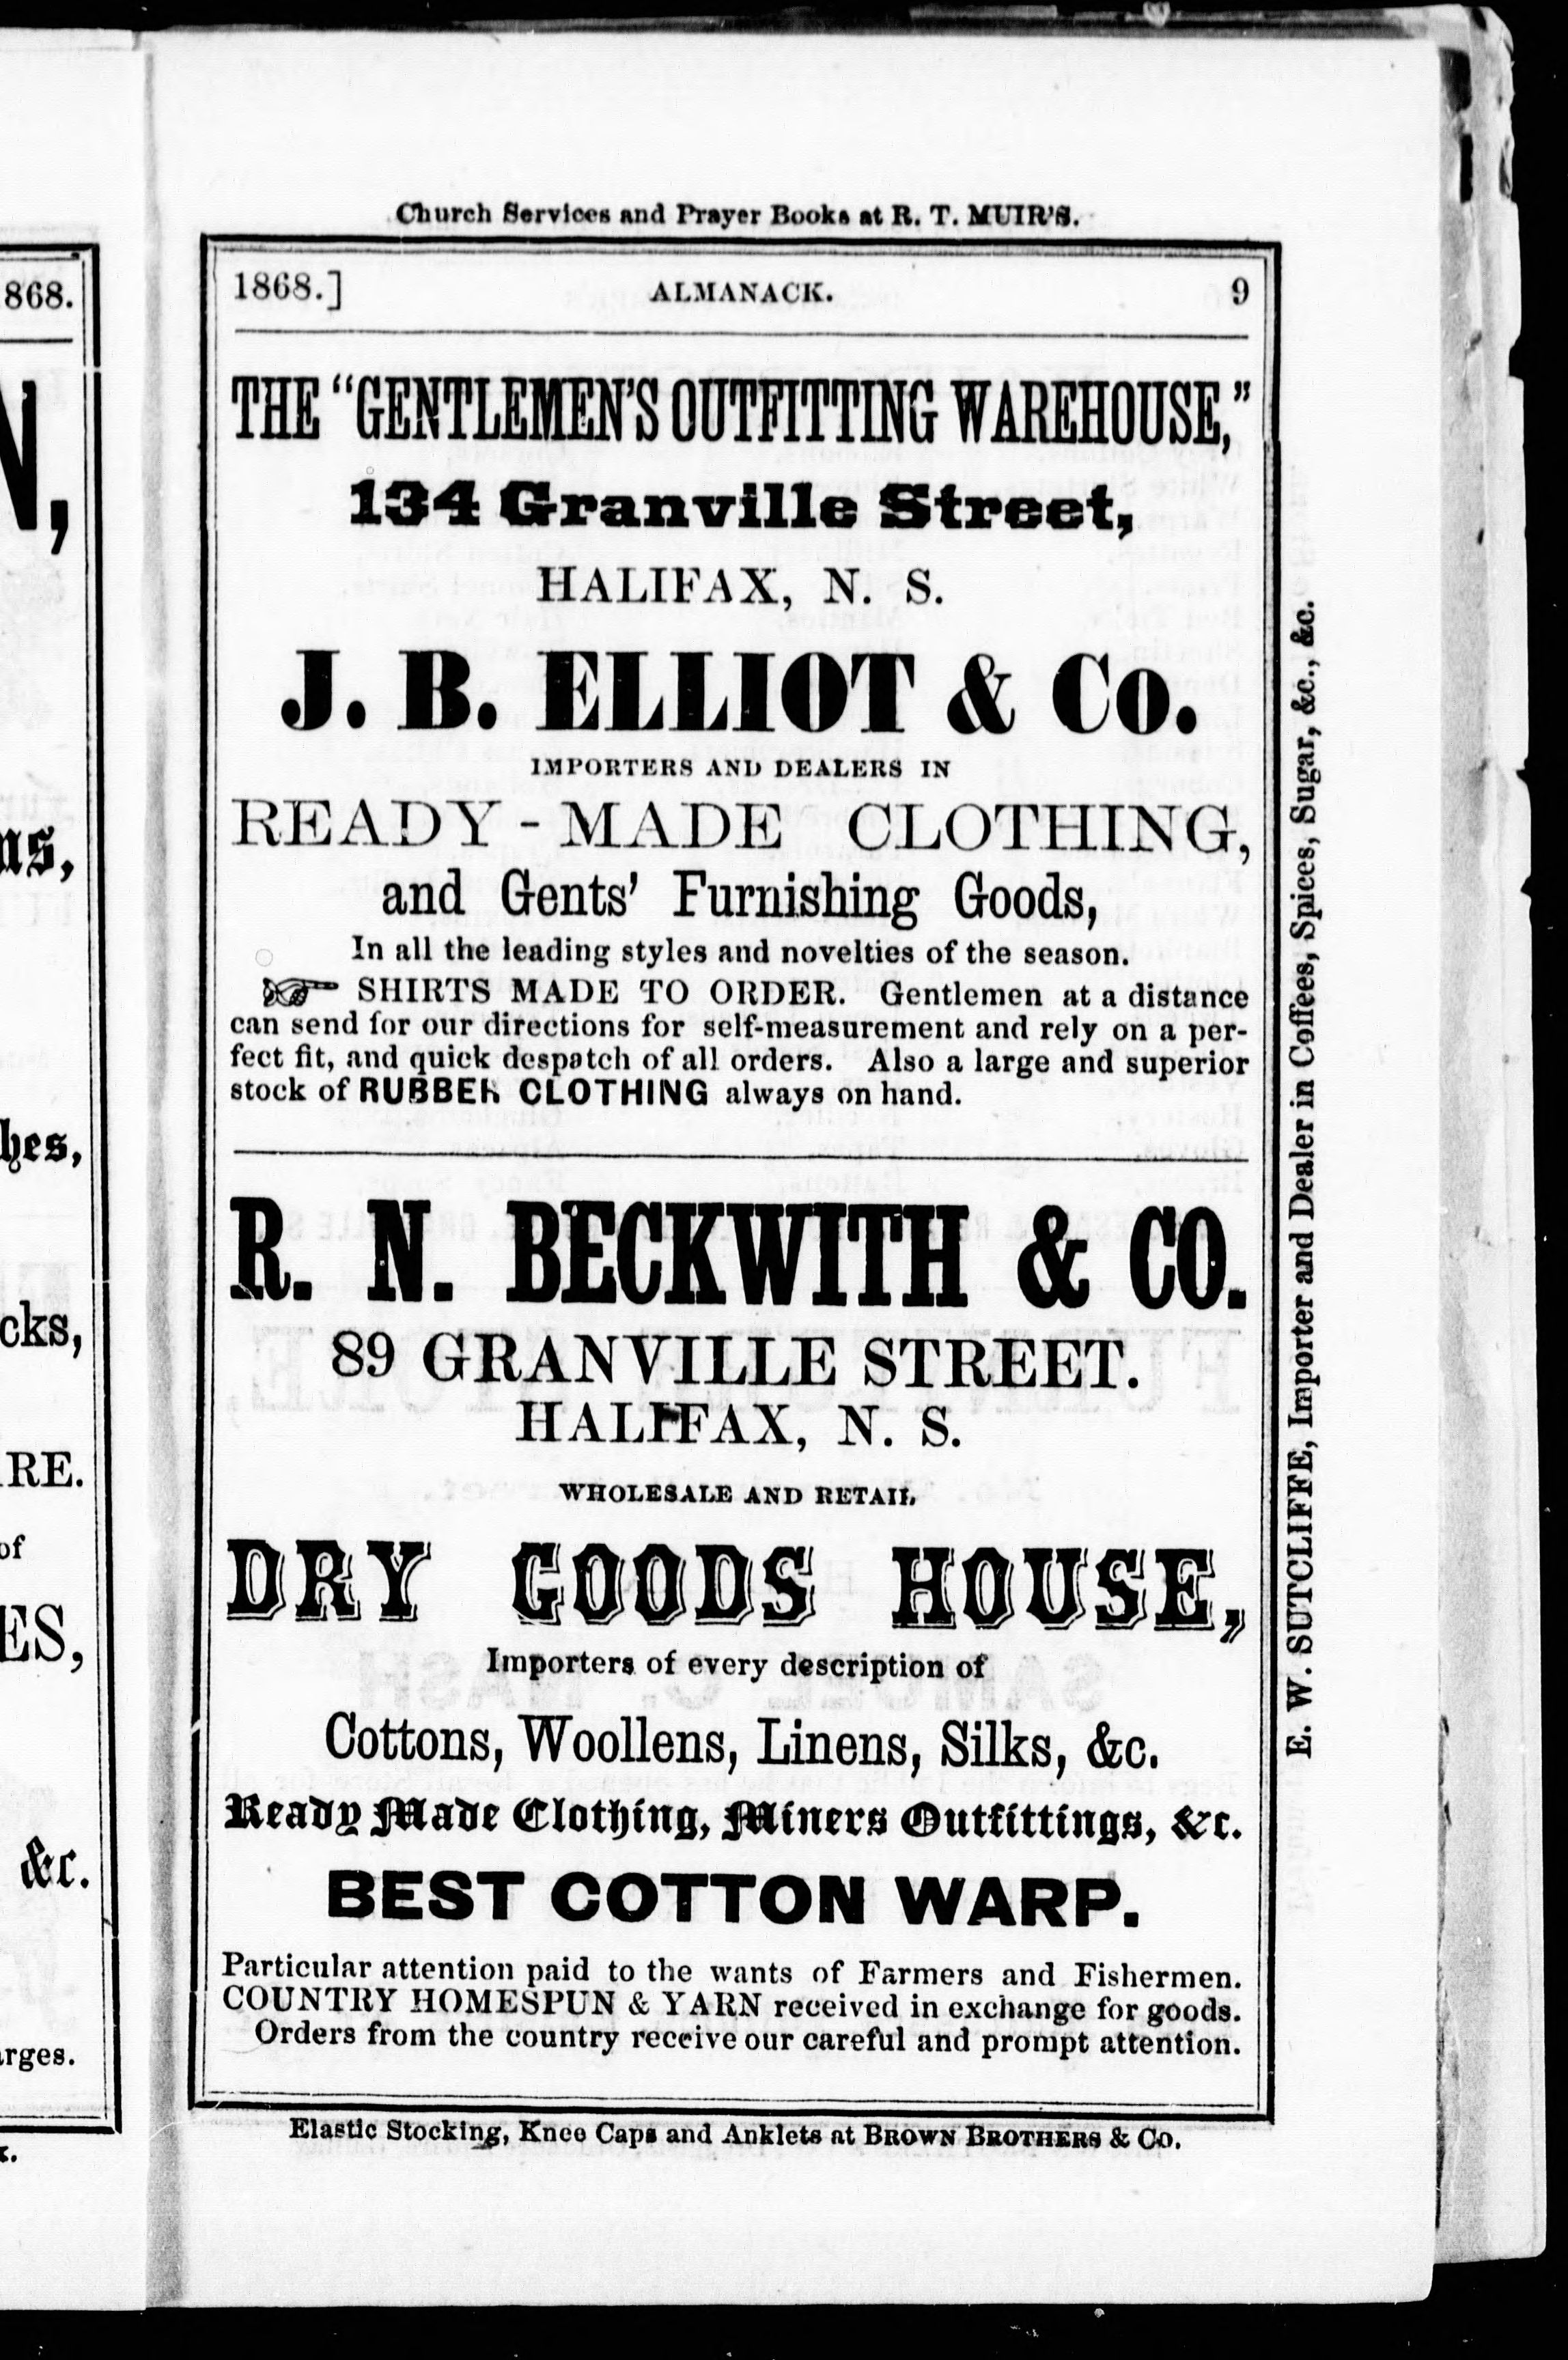 Church Services and Prayer Books at R. T. MUIR'S.
1868.] ALMANACK. 9
THE "GENTLEMEN'S OUTFITTING WAREHOUSE,"
134 Granville Street,
HALIFAX, N. S.
J. B. ELLIOT & Co.
IMPORTERS AND DEALERS IN
READY-MADE CLOTHING,
and Gents' Furnishing Goods,
In all the leading styles and novelties of the season.
☞ SHIRTS MADE TO ORDER. Gentlemen at a distance
can send for our directions for self-measurement and rely on a per-
fect fit, and quick despatch of all orders. Also a large and superior
stock of RUBBER CLOTHING always on hand.
R. N. BECKWITH & CO.
89 GRANVILLE STREET.
HALIFAX, N. S.
WHOLESALE AND RETAIL
DRY GOODS HOUSE,
Importers of every description of
Cottons, Woollens, Linens, Silks, &c.
Ready Made Clothing, Miners Outfittings, &c.
BEST COTTON WARP.
Particular attention paid to the wants of Farmers and Fishermen.
COUNTRY HOMESPUN & YARN received in exchange for goods.
Orders from the country receive our careful and prompt attention.
Elastic Stocking, Knee Caps and Anklets at BROWN BROTHERS & Co.
E. W. SUTCLIFFE, Importer and Dealer in Coffees, Spices, Sugar, &c., &c.
868.
N,
ns,
hes,
cks,
RE.
of
ES,
&c.
rges.